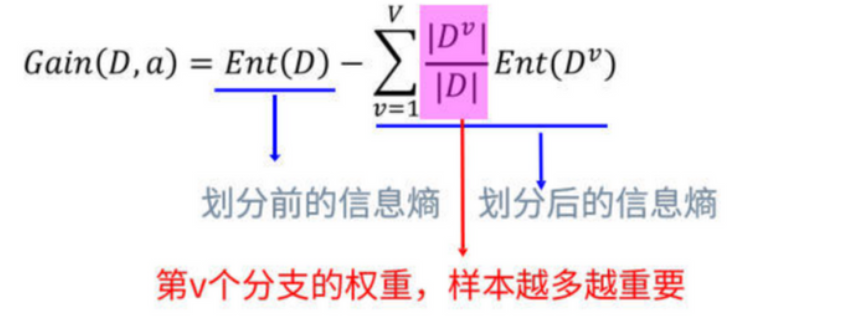 Gain(D, a) = Ent(D) − ∑_{v=1}^{V} |D^v| / |D| Ent(D^v)
划分前的信息熵 划分后的信息熵
第v个分支的权重，样本越多越重要